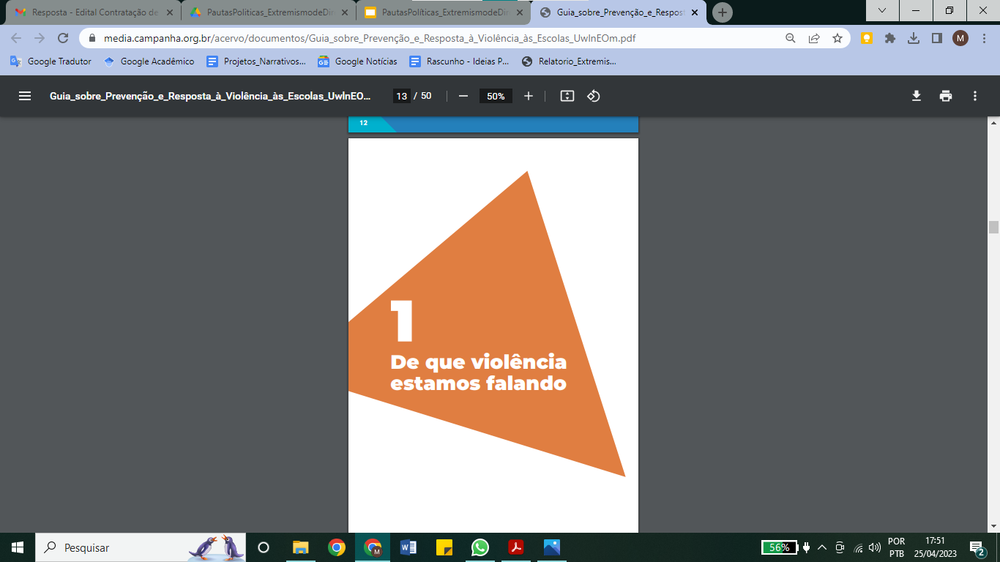 Resposta - Edital Contratação de
PautasPoliticas_ExtremismodeDir
PautasPolíticas_ExtremismodeDir
Guia_sobre_Prevenção_e_Respost
media.campanha.org.br/acervo/documentos/Guia_sobre_Prevenção_e_Resposta_à_Violência_às_Escolas_UwlnEOm.pdf
M
Google Tradutor
Google Acadêmico
Projetos_Narrativos...
Google Notícias
Rascunho - Ideias P...
Relatorio_Extremis...
Guia_sobre_Prevenção_e_Resposta_à_Violência_às_Escolas_UwlnEO...
13 / 50
50%
12
1
De que violência
estamos falando
Pesquisar
M
56%
POR
PTB
17:51
25/04/2023
2